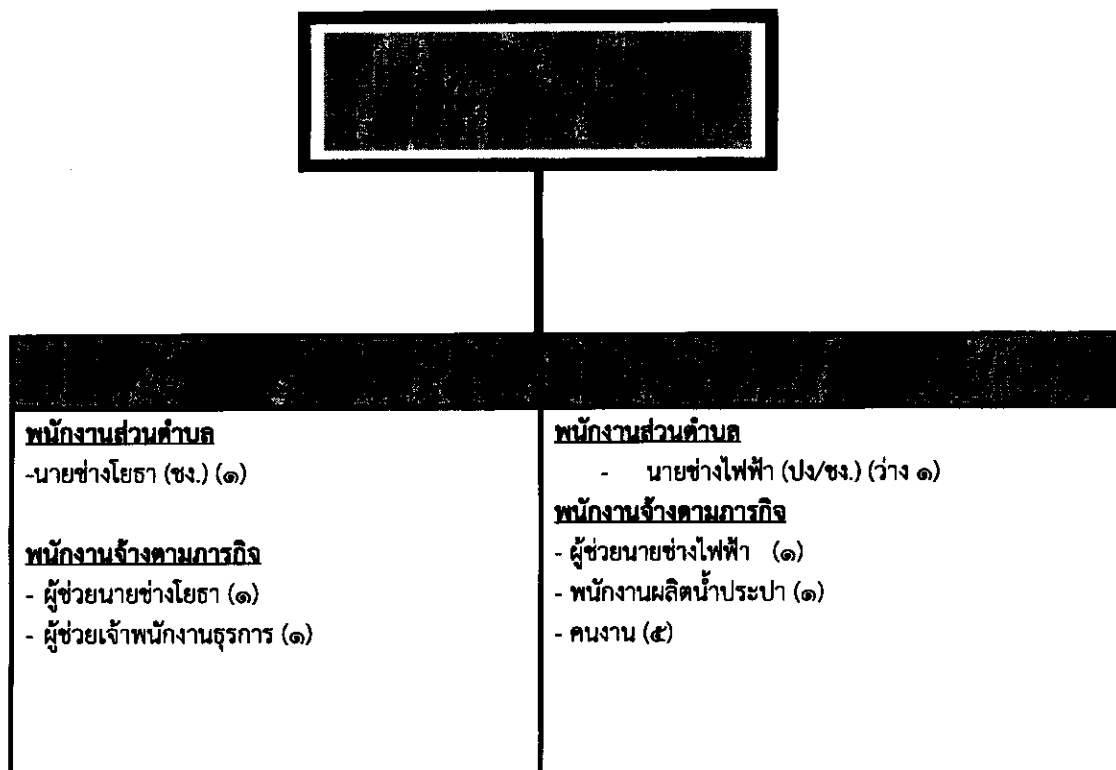 พนักงานส่วนตำบล
-นายช่างโยธา (ชง.) (๑)
พนักงานจ้างตามภารกิจ
- ผู้ช่วยนายช่างโยธา (๑)
- ผู้ช่วยเจ้าพนักงานธุรการ (๑)
พนักงานส่วนตำบล
- นายช่างไฟฟ้า (ปง/ชง.) (ว่าง ๑)
พนักงานจ้างตามภารกิจ
- ผู้ช่วยนายช่างไฟฟ้า (๑)
- พนักงานผลิตน้ำประปา (๑)
- คนงาน (๕)